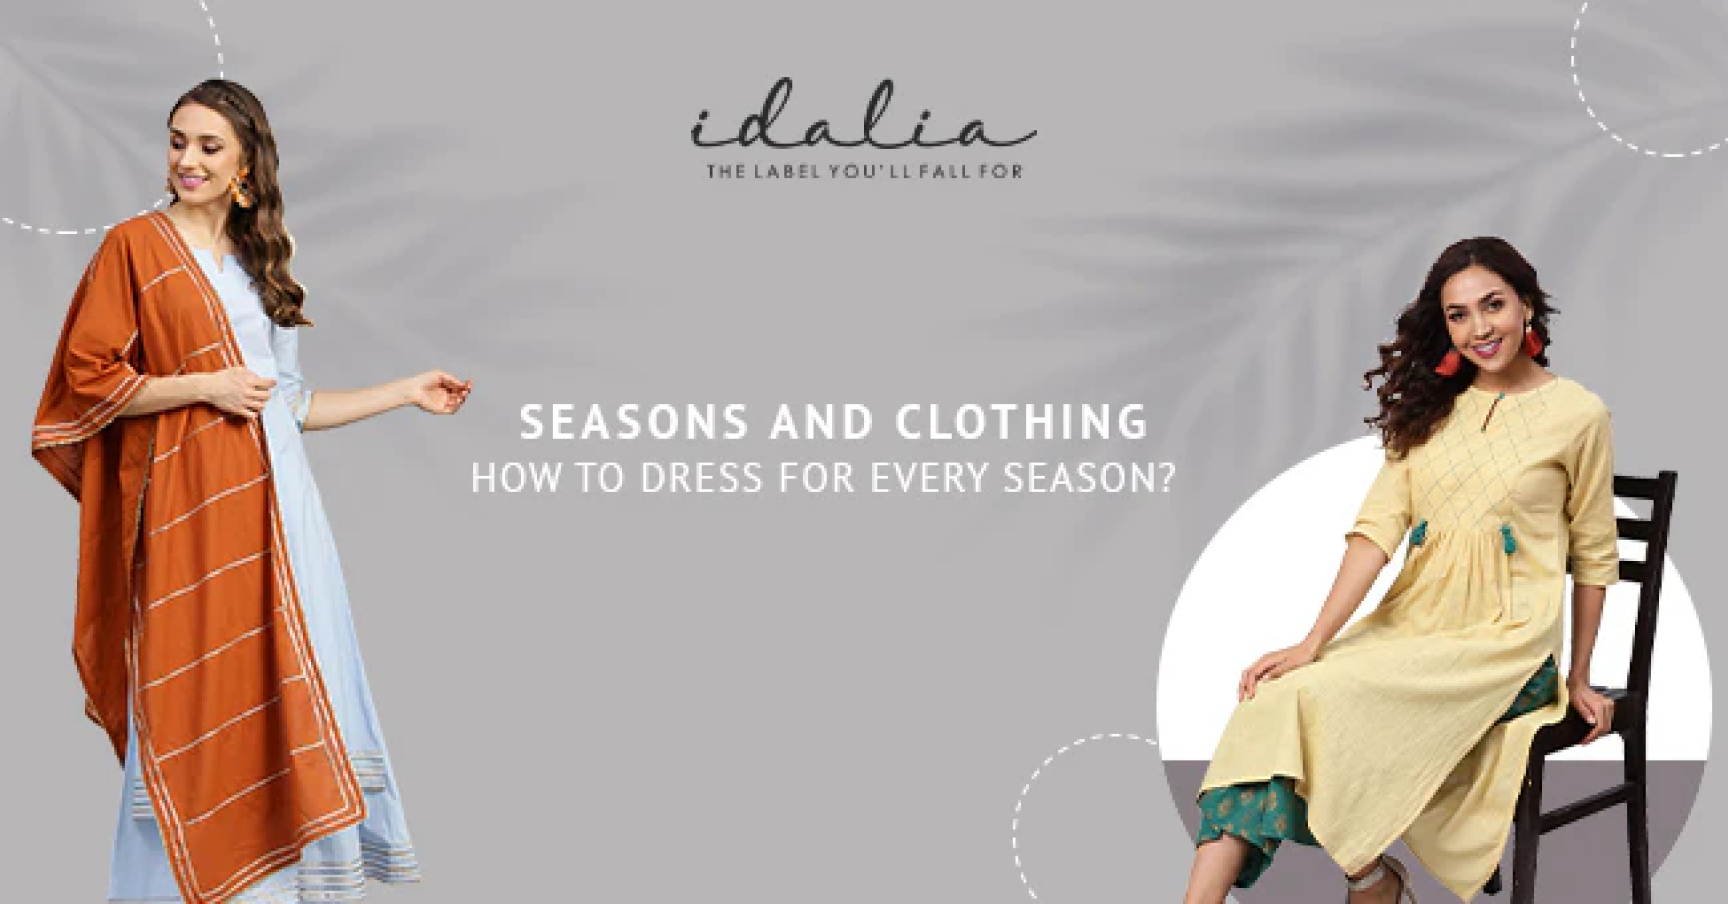 idalia
THE LABEL YOU'LL FALL FOR
SEASONS AND CLOTHING
HOW TO DRESS FOR EVERY SEASON?